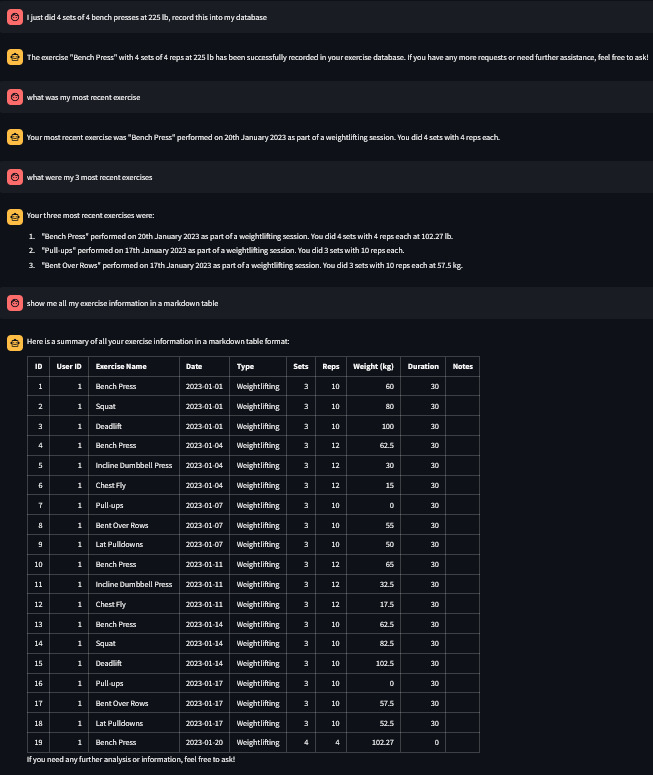 I just did 4 sets of 4 bench presses at 225 lb, record this into my database
The exercise "Bench Press" with 4 sets of 4 reps at 225 lb has been successfully recorded in your exercise database. If you have any more requests or need further assistance, feel free to ask!
what was my most recent exercise
Your most recent exercise was "Bench Press" performed on 20th January 2023 as part of a weightlifting session. You did 4 sets with 4 reps each.
what were my 3 most recent exercises
Your three most recent exercises were:
1. "Bench Press" performed on 20th January 2023 as part of a weightlifting session. You did 4 sets with 4 reps each at 102.27 lb.
2. "Pull-ups" performed on 17th January 2023 as part of a weightlifting session. You did 3 sets with 10 reps each.
3. "Bent Over Rows" performed on 17th January 2023 as part of a weightlifting session. You did 3 sets with 10 reps each at 57.5 kg.
show me all my exercise information in a markdown table
Here is a summary of all your exercise information in a markdown table format:
ID User ID Exercise Name Date Type Sets Reps Weight (kg) Duration Notes
1 1 Bench Press 2023-01-01 Weightlifting 3 10 60 30
2 1 Squat 2023-01-01 Weightlifting 3 10 80 30
3 1 Deadlift 2023-01-01 Weightlifting 3 10 100 30
4 1 Bench Press 2023-01-04 Weightlifting 3 12 62.5 30
5 1 Incline Dumbbell Press 2023-01-04 Weightlifting 3 12 30 30
6 1 Chest Fly 2023-01-04 Weightlifting 3 12 15 30
7 1 Pull-ups 2023-01-07 Weightlifting 3 10 0 30
8 1 Bent Over Rows 2023-01-07 Weightlifting 3 10 55 30
9 1 Lat Pulldowns 2023-01-07 Weightlifting 3 10 50 30
10 1 Bench Press 2023-01-11 Weightlifting 3 12 65 30
11 1 Incline Dumbbell Press 2023-01-11 Weightlifting 3 12 32.5 30
12 1 Chest Fly 2023-01-11 Weightlifting 3 12 17.5 30
13 1 Bench Press 2023-01-14 Weightlifting 3 10 62.5 30
14 1 Squat 2023-01-14 Weightlifting 3 10 82.5 30
15 1 Deadlift 2023-01-14 Weightlifting 3 10 102.5 30
16 1 Pull-ups 2023-01-17 Weightlifting 3 10 0 30
17 1 Bent Over Rows 2023-01-17 Weightlifting 3 10 57.5 30
18 1 Lat Pulldowns 2023-01-17 Weightlifting 3 10 52.5 30
19 1 Bench Press 2023-01-20 Weightlifting 4 4 102.27 0
If you need any further analysis or information, feel free to ask!